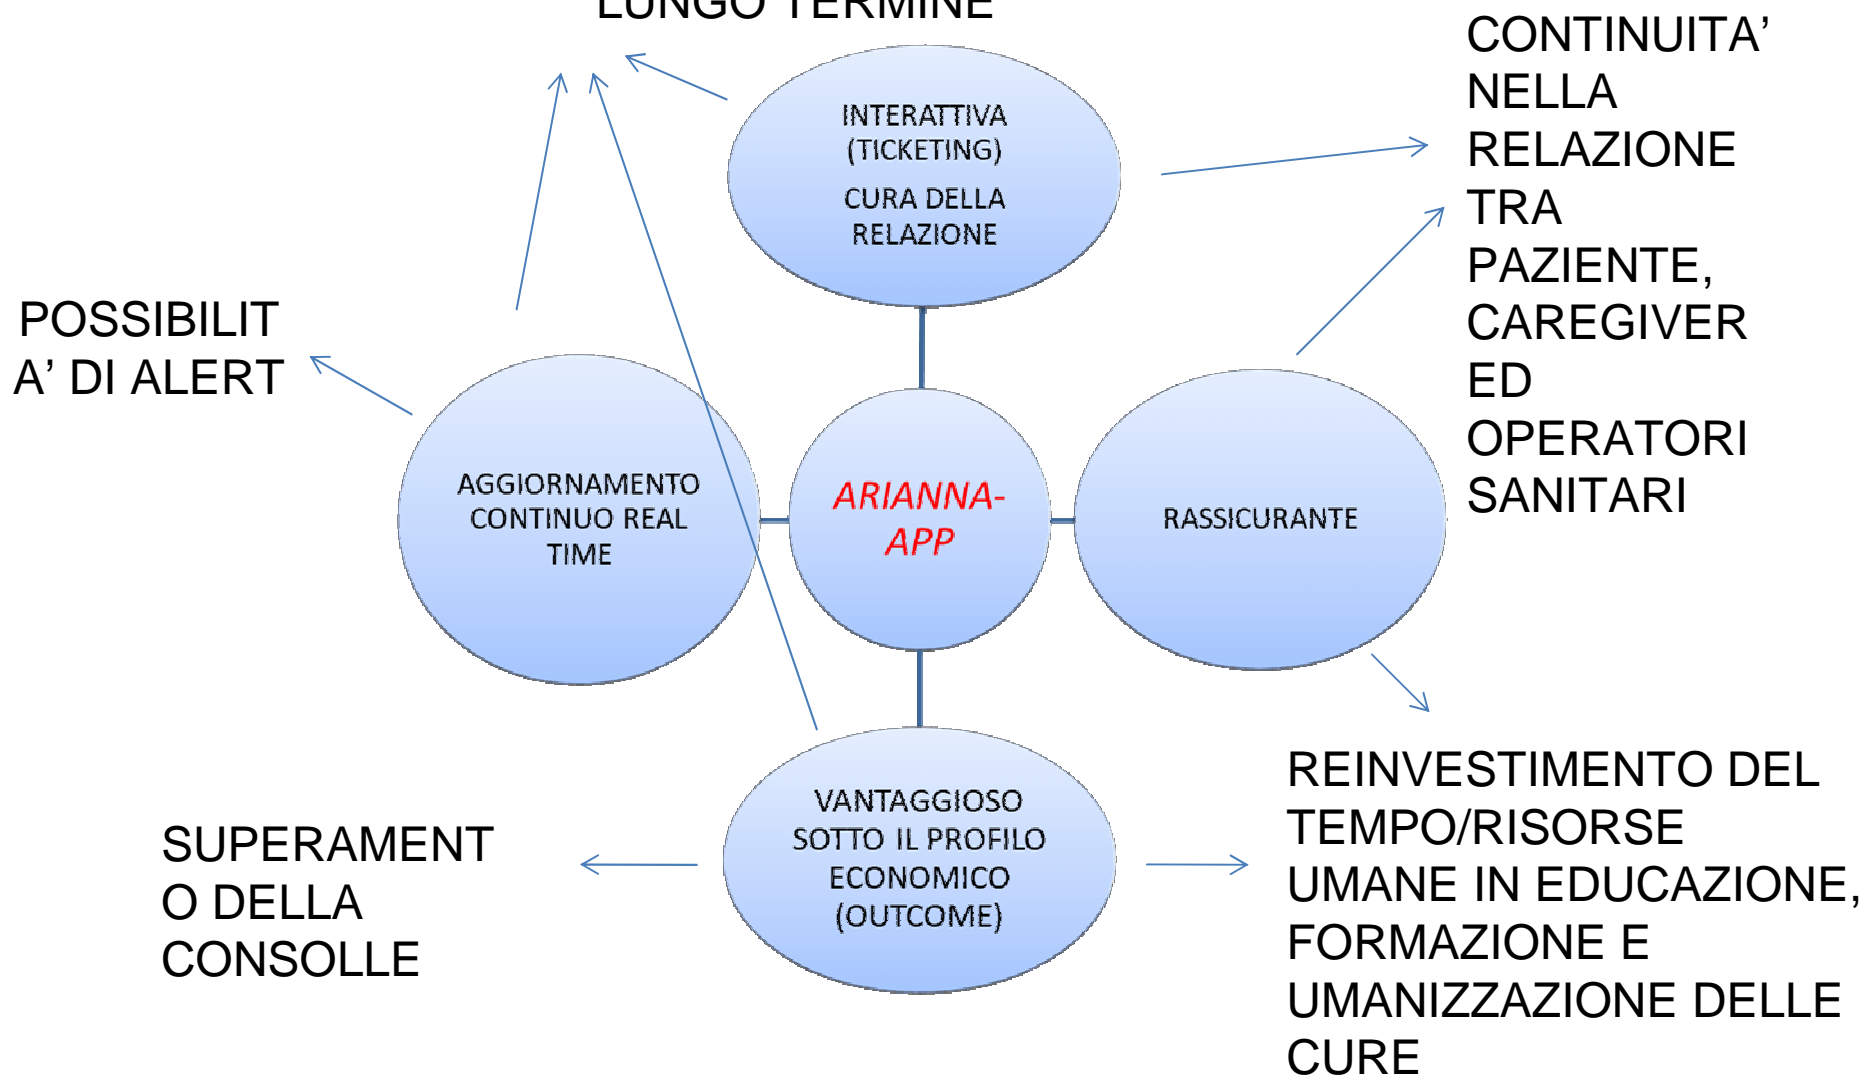 LUNGO TERMINE
CONTINUITA’
NELLA
RELAZIONE
TRA
PAZIENTE,
CAREGIVER
ED
OPERATORI
SANITARI
INTERATTIVA
(TICKETING)
CURA DELLA
RELAZIONE
POSSIBILIT
A’ DI ALERT
AGGIORNAMENTO
CONTINUO REAL
TIME
ARIANNA-
APP
RASSICURANTE
VANTAGGIOSO
SOTTO IL PROFILO
ECONOMICO
(OUTCOME)
SUPERAMENT
O DELLA
CONSOLLE
REINVESTIMENTO DEL
TEMPO/RISORSE
UMANE IN EDUCAZIONE,
FORMAZIONE E
UMANIZZAZIONE DELLE
CURE